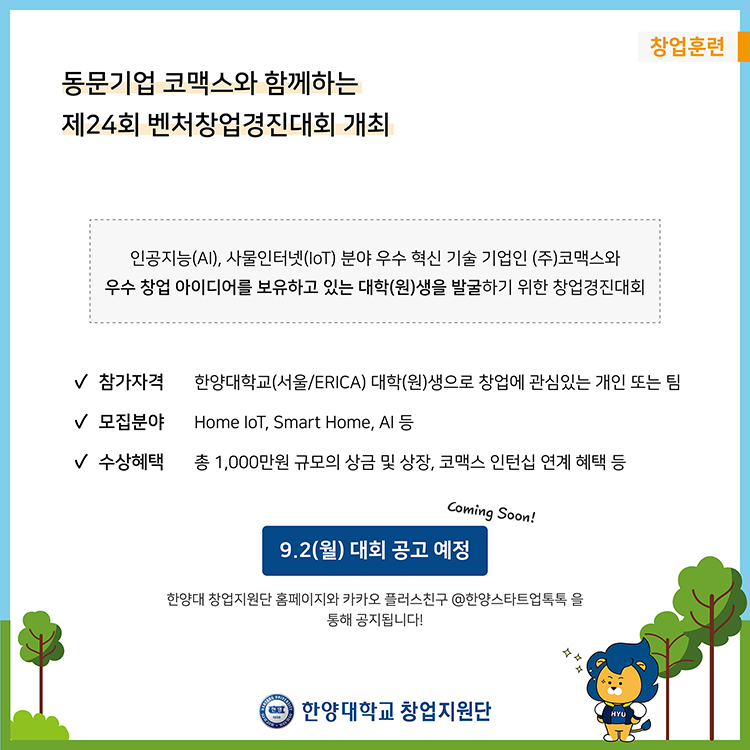 창업훈련
동문기업 코맥스와 함께하는
제24회 벤처창업경진대회 개최
인공지능(AI), 사물인터넷(IoT) 분야 우수 혁신 기술 기업인 (주)코맥스와
우수 창업 아이디어를 보유하고 있는 대학(원)생을 발굴하기 위한 창업경진대회
✓ 참가자격 한양대학교(서울/ERICA) 대학(원)생으로 창업에 관심있는 개인 또는 팀
✓ 모집분야 Home IoT, Smart Home, AI 등
✓ 수상혜택 총 1,000만원 규모의 상금 및 상장, 코맥스 인턴십 연계 혜택 등
Coming Soon!
9.2(월) 대회 공고 예정
한양대 창업지원단 홈페이지와 카카오 플러스친구 @한양스타트업톡톡 을
통해 공지됩니다!
HYU
한양대학교 창업지원단